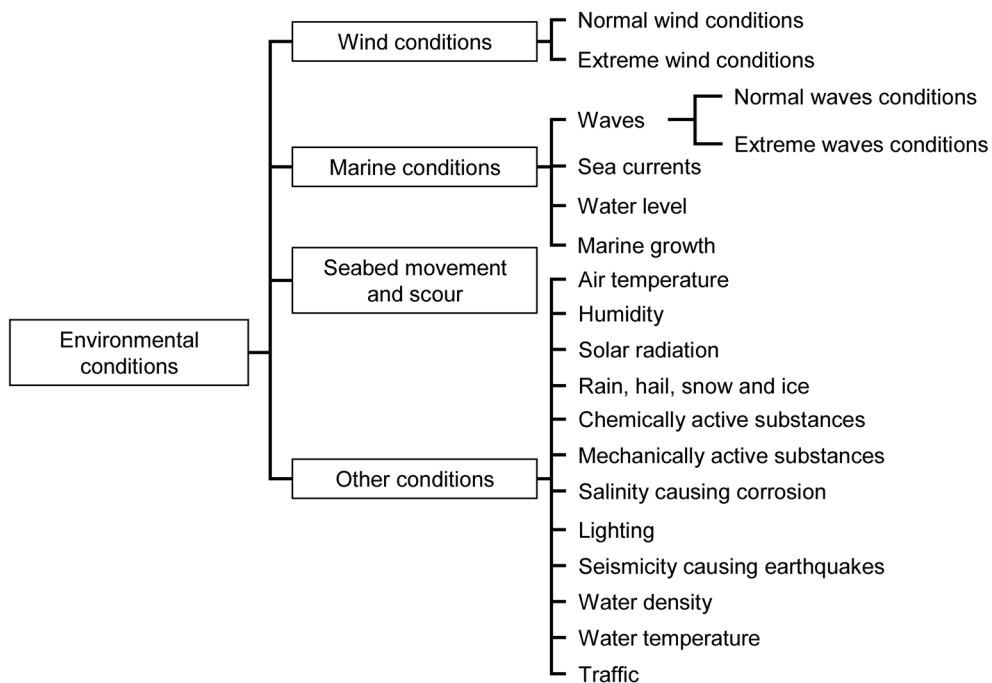 Environmental
conditions
Wind conditions
Normal wind conditions
Extreme wind conditions
Marine conditions
Waves
Normal waves conditions
Extreme waves conditions
Sea currents
Water level
Marine growth
Seabed movement
and scour
Other conditions
Air temperature
Humidity
Solar radiation
Rain, hail, snow and ice
Chemically active substances
Mechanically active substances
Salinity causing corrosion
Lighting
Seismicity causing earthquakes
Water density
Water temperature
Traffic